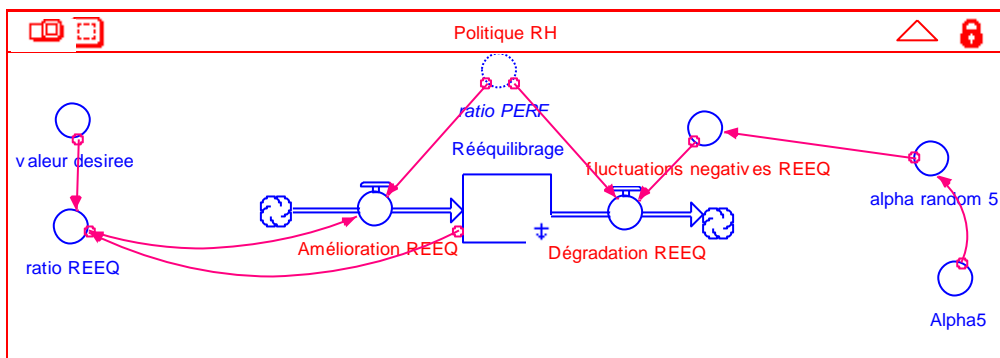 Politique RH
ratio PERF
valeur desiree
Rééquilibrage
fluctuations negatives REEQ
alpha random 5
Amélioration REEQ
Dégradation REEQ
ratio REEQ
Alpha5